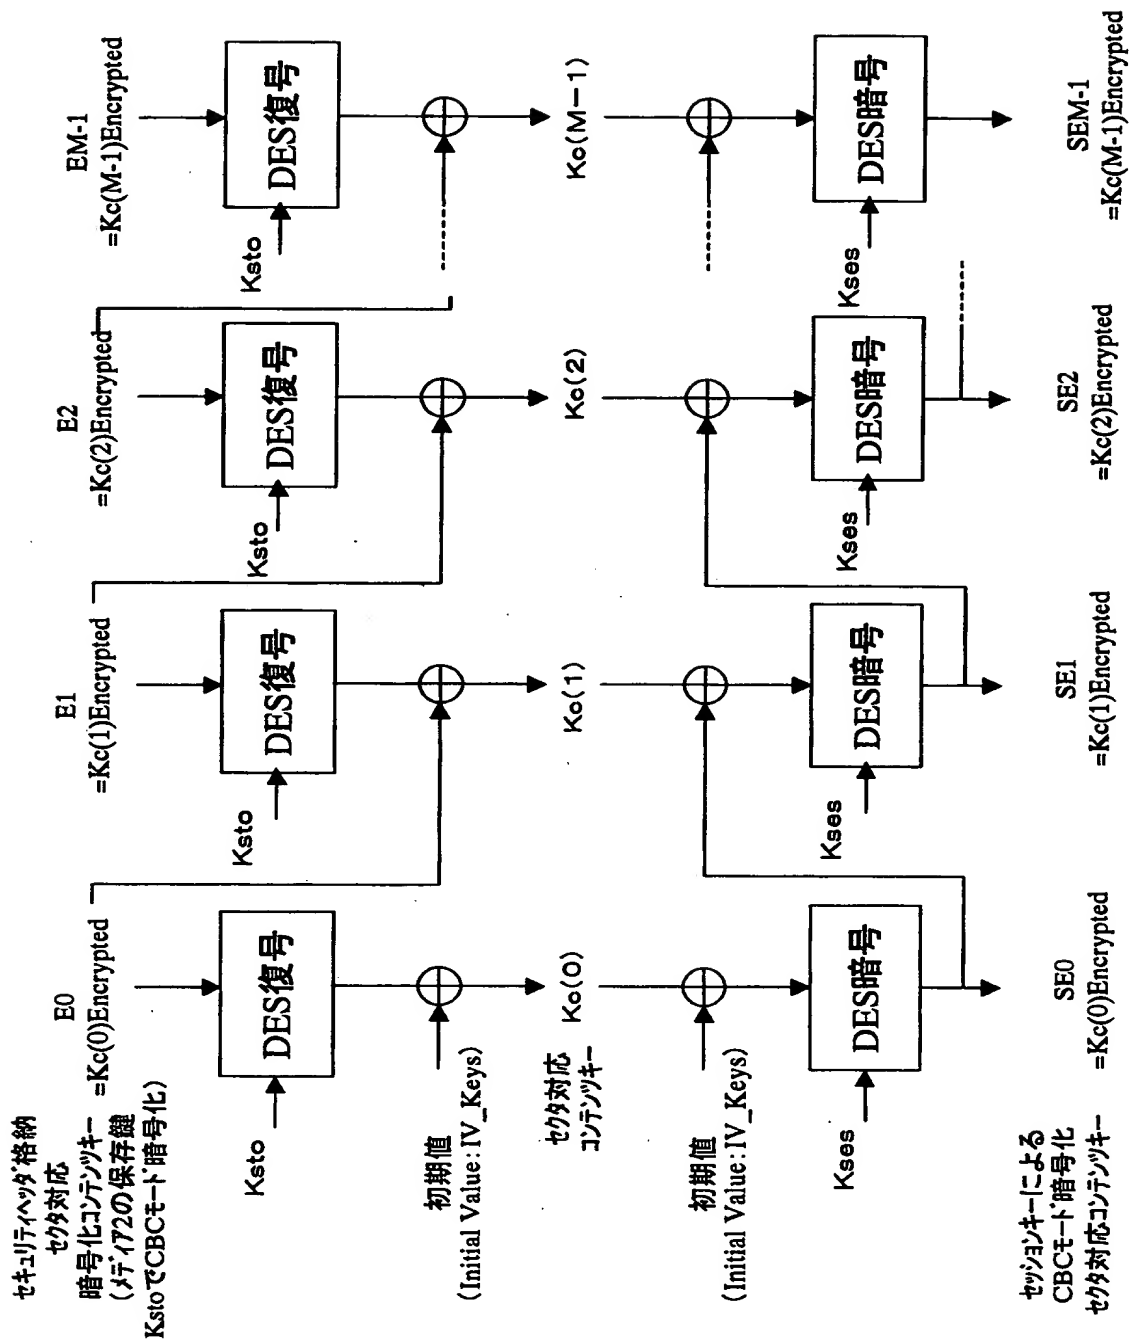 セキュリティヘッダ格納
セクタ対応
暗号化コンテンツキー
(メディア2の保存鍵
KstoでCBCモード暗号化)
E0
=Kc(0)Encrypted
E1
=Kc(1)Encrypted
E2
=Kc(2)Encrypted
EM-1
=Kc(M-1)Encrypted
Ksto
DES復号
Ksto
DES復号
Ksto
DES復号
Ksto
DES復号
初期値
(Initial Value:IV_Keys)
セクタ対応
コンテンツキー
Kc(0)
Kc(1)
Kc(2)
Kc(M-1)
初期値
(Initial Value:IV_Keys)
Kses
DES暗号
Kses
DES暗号
Kses
DES暗号
Kses
DES暗号
セッションキーによる
CBCモード暗号化
セクタ対応コンテンツキー
SE0
=Kc(0)Encrypted
SE1
=Kc(1)Encrypted
SE2
=Kc(2)Encrypted
SEM-1
=Kc(M-1)Encrypted